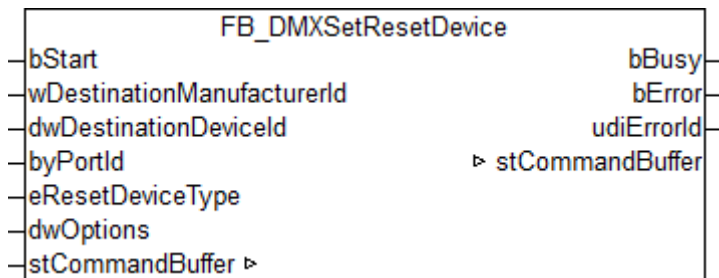 FB_DMXSetResetDevice
bStart bBusy
wDestinationManufacturerId bError
dwDestinationDeviceId udiErrorId
byPortId ▹ stCommandBuffer
eResetDeviceType
dwOptions
stCommandBuffer ▹